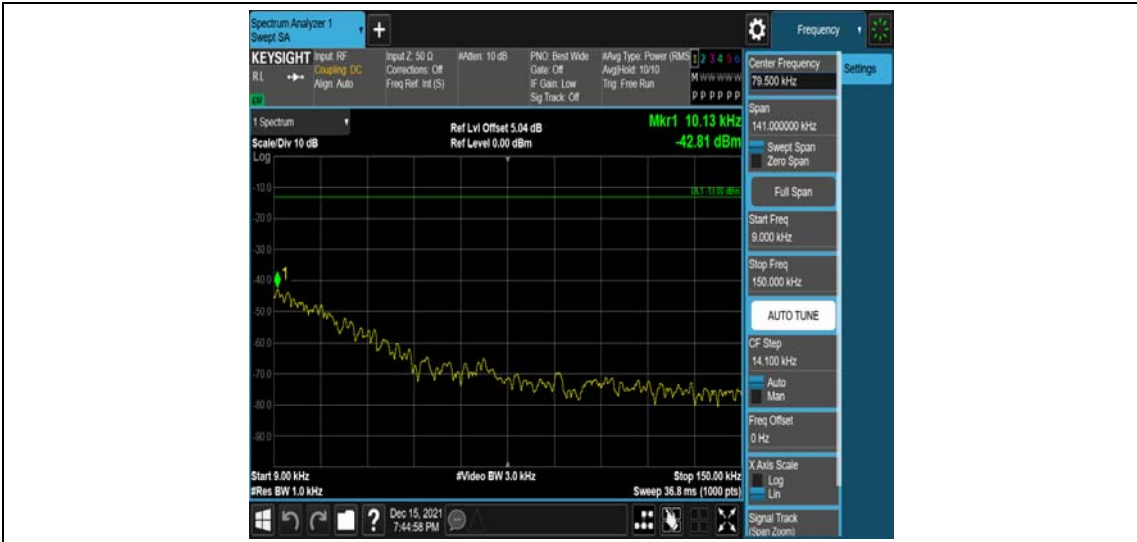 Spectrum Analyzer 1
Swept SA
+
Frequency
KEYSIGHT
RL
Input: RF
Coupling: DC
Align: Auto
Input Z: 50 Ω
Corrections: Off
Freq Ref: Int (S)
#Atten: 10 dB
PNO: Best Wide
Gate: Off
IF Gain: Low
Sig Track: Off
#Avg Type: Power (RMS
Avg|Hold: 10/10
Trig: Free Run
1 2 3 4 5 6
M W W W W W
P P P P P P
1 Spectrum
Scale/Div 10 dB
Log
Ref Lvl Offset 5.04 dB
Ref Level 0.00 dBm
Mkr1 10.13 kHz
-42.81 dBm
DL1 -13.00 dBm
-10.0
-20.0
-30.0
-40.0
-50.0
-60.0
-70.0
-80.0
-90.0
1
Start 9.00 kHz
#Res BW 1.0 kHz
#Video BW 3.0 kHz
Stop 150.00 kHz
Sweep 36.8 ms (1000 pts)
?
Dec 15, 2021
7:44:58 PM
Center Frequency
79.500 kHz
Settings
Span
141.000000 kHz
Swept Span
Zero Span
Full Span
Start Freq
9.000 kHz
Stop Freq
150.000 kHz
AUTO TUNE
CF Step
14.100 kHz
Auto
Man
Freq Offset
0 Hz
X Axis Scale
Log
Lin
Signal Track
(Span Zoom)